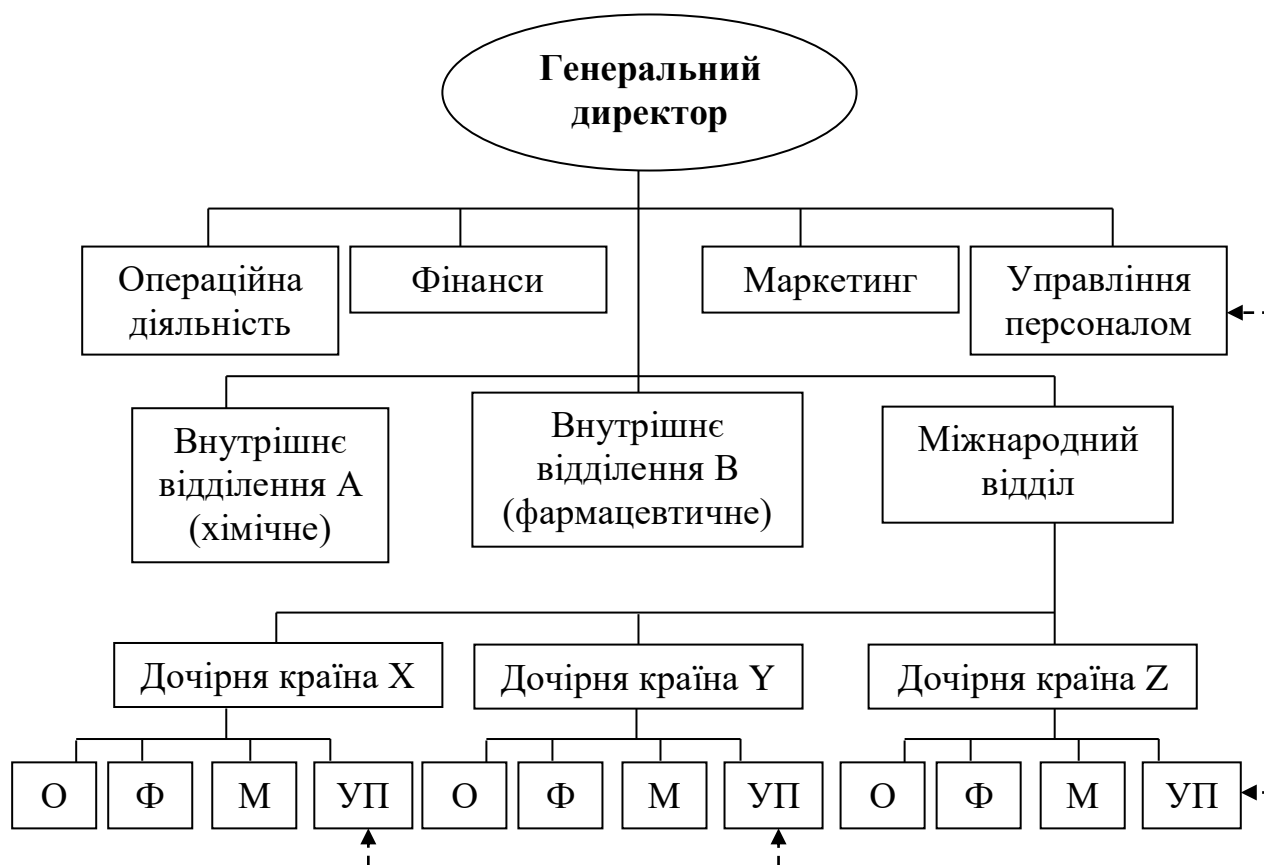 Генеральний
директор
Операційна
діяльність
Фінанси
Маркетинг
Управління
персоналом
Внутрішнє
відділення А
(хімічне)
Внутрішнє
відділення В
(фармацевтичне)
Міжнародний
відділ
Дочірня країна X
Дочірня країна Y
Дочірня країна Z
О
Ф
М
УП
О
Ф
М
УП
О
Ф
М
УП